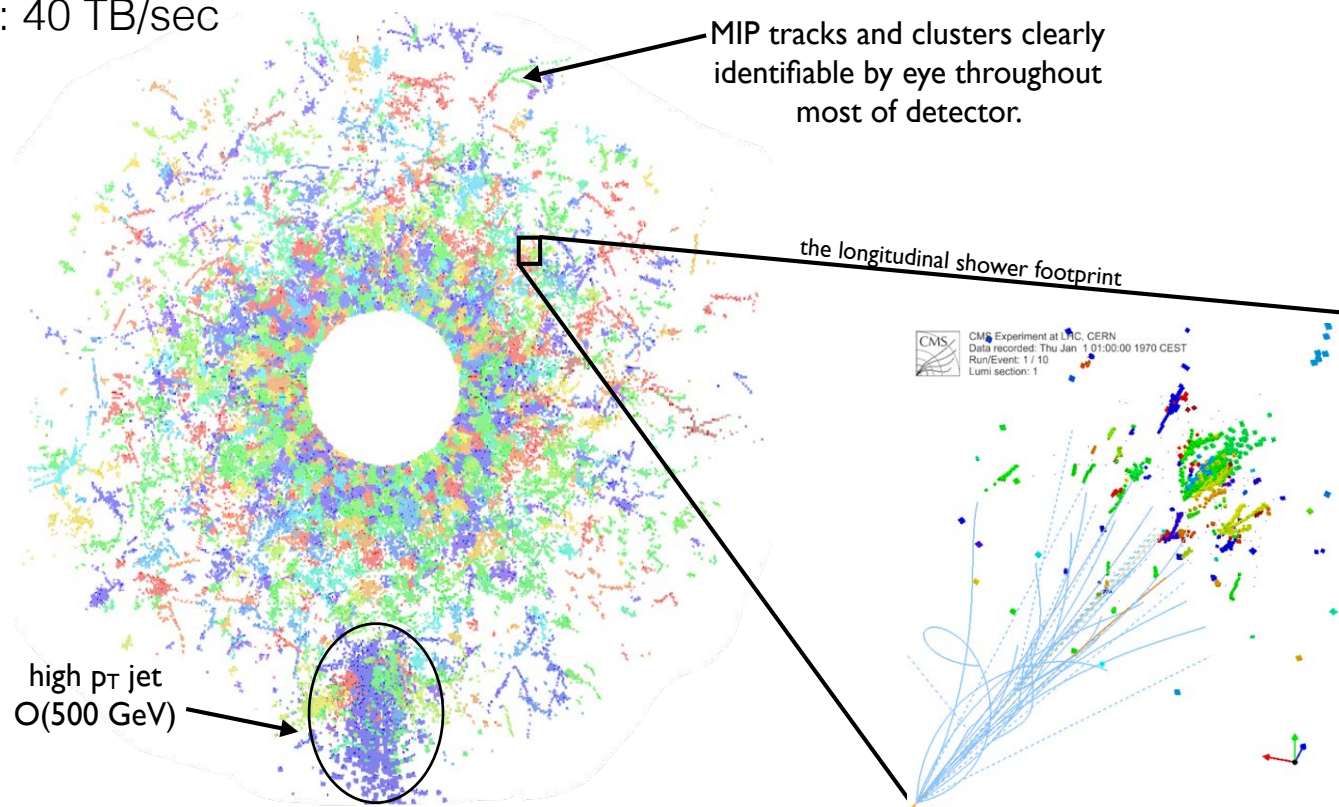 : 40 TB/sec
MIP tracks and clusters clearly
identifiable by eye throughout
most of detector.
the longitudinal shower footprint
CMS
CMS Experiment at LHC, CERN
Data recorded: Thu Jan 1 01:00:00 1970 CEST
Run/Event: 1 / 10
Lumi section: 1
high pT jet
O(500 GeV)